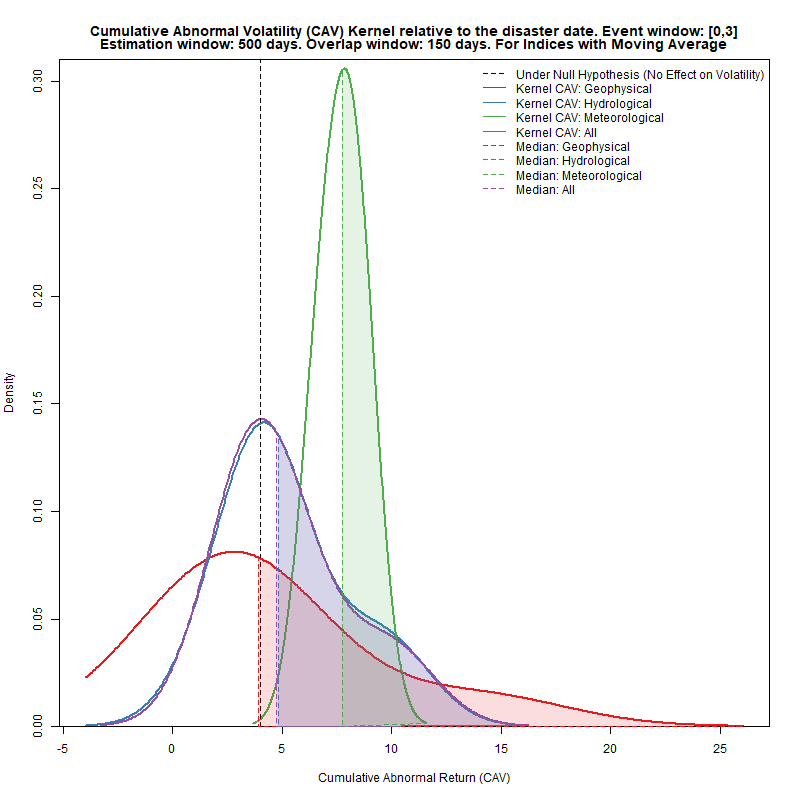 Cumulative Abnormal Volatility (CAV) Kernel relative to the disaster date. Event window: [0,3]
Estimation window: 500 days. Overlap window: 150 days. For Indices with Moving Average
Under Null Hypothesis (No Effect on Volatility)
Kernel CAV: Geophysical
Kernel CAV: Hydrological
Kernel CAV: Meteorological
Kernel CAV: All
Median: Geophysical
Median: Hydrological
Median: Meteorological
Median: All
0.30
0.25
0.20
0.15
0.10
0.05
0.00
Density
-5 0 5 10 15 20 25
Cumulative Abnormal Return (CAV)